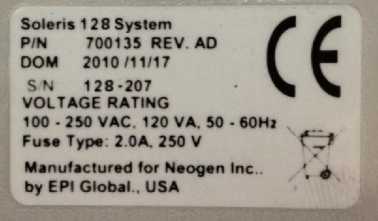 Soleris 128 System
P/N 700135 REV. AD
DOM 2010/11/17
S/N 128-207
VOLTAGE RATING
100 - 250 VAC, 120 VA, 50 - 60Hz
Fuse Type: 2.0A, 250 V
Manufactured for Neogen Inc..
by EPI Global., USA
CE